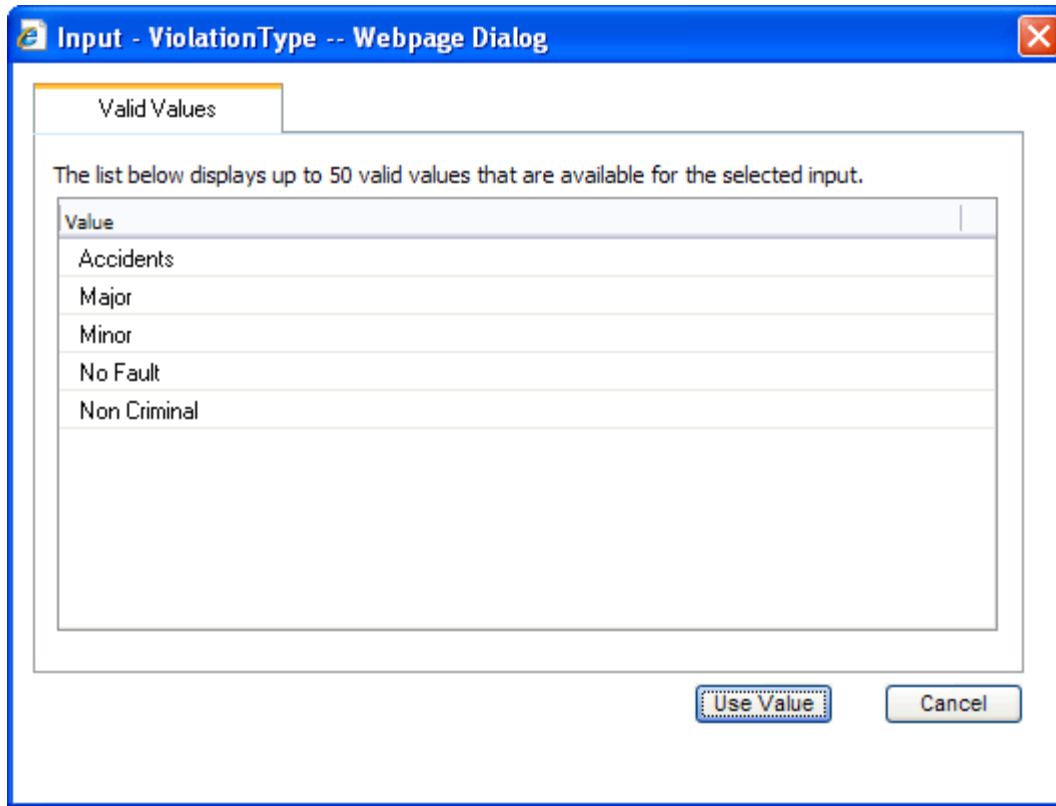 Input - ViolationType -- Webpage Dialog
Valid Values
The list below displays up to 50 valid values that are available for the selected input.
Value
Accidents
Major
Minor
No Fault
Non Criminal
Use Value Cancel